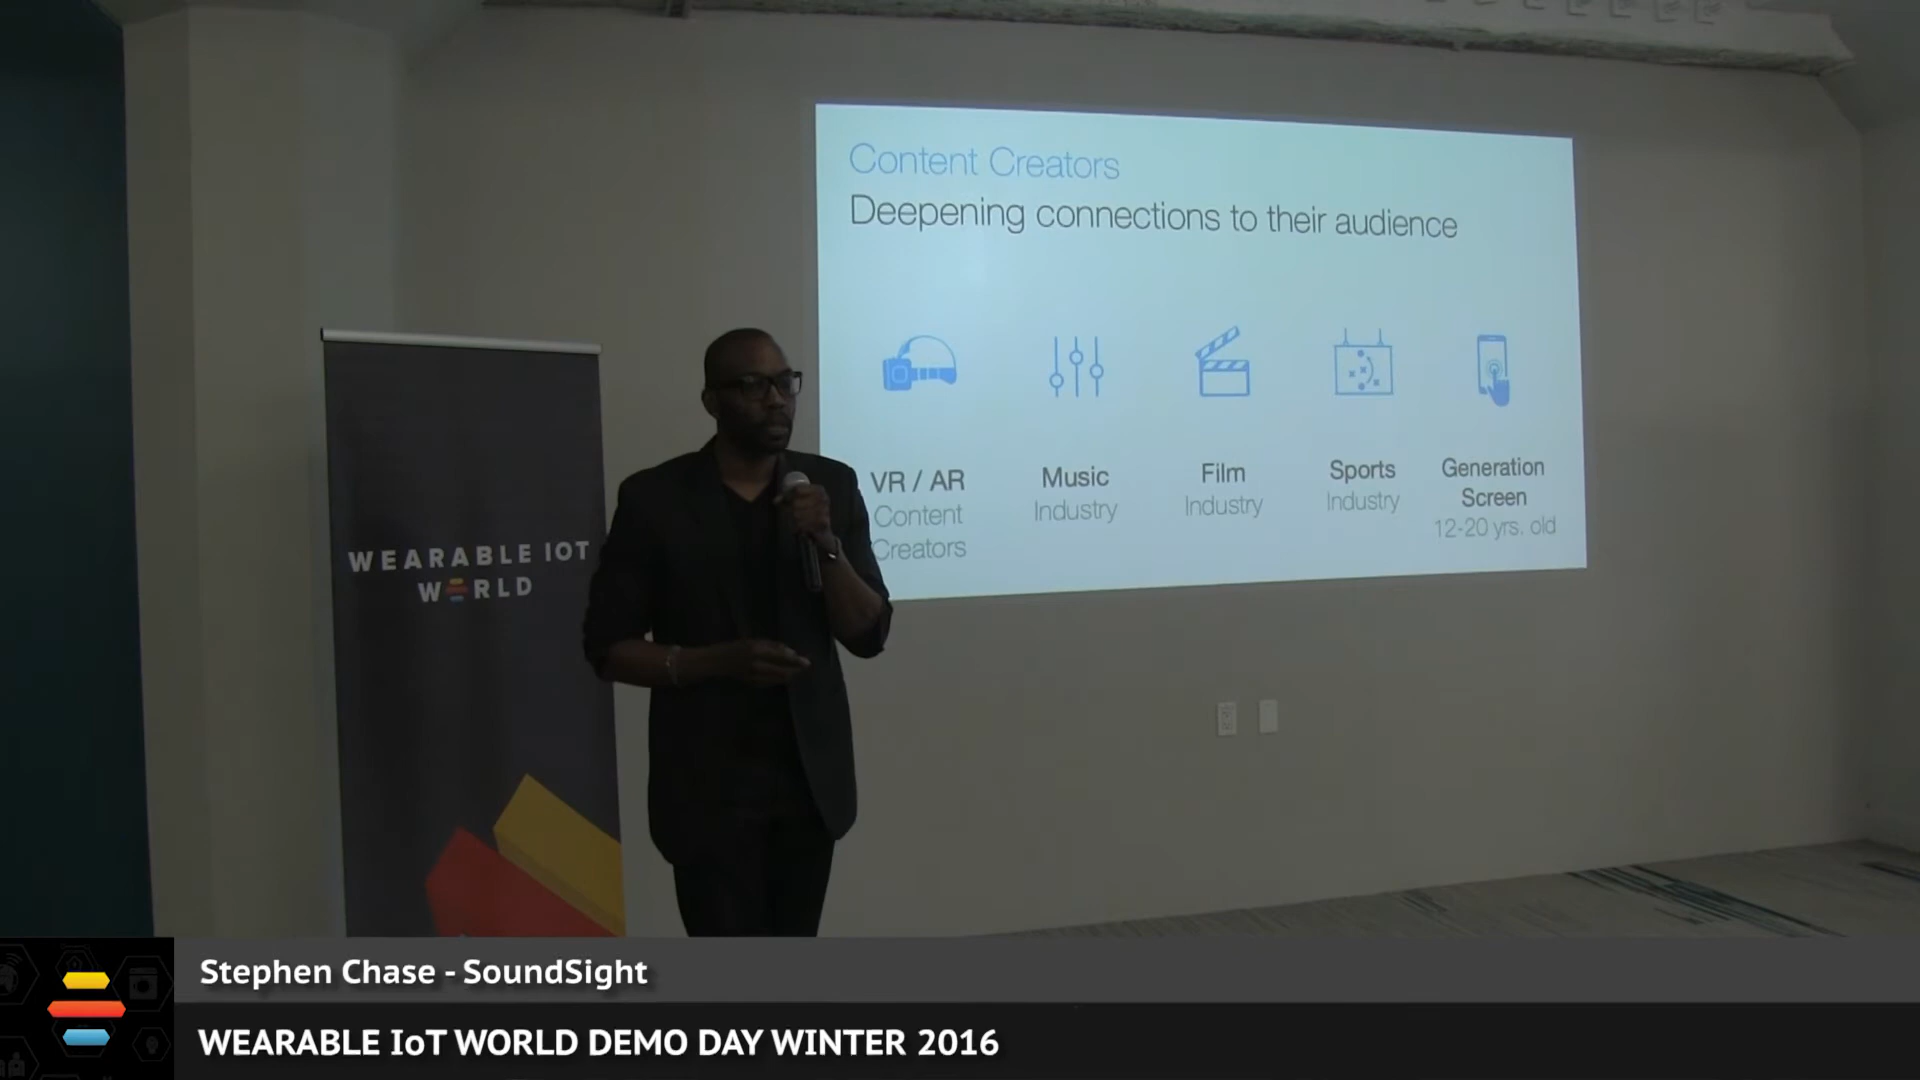 Content Creators
Deepening connections to their audience
VR / AR
Content
Creators
Music
Industry
Film
Industry
Sports
Industry
Generation
Screen
12-20 yrs. old
WEARABLE IOT
WORLD
Stephen Chase - SoundSight
WEARABLE IoT WORLD DEMO DAY WINTER 2016